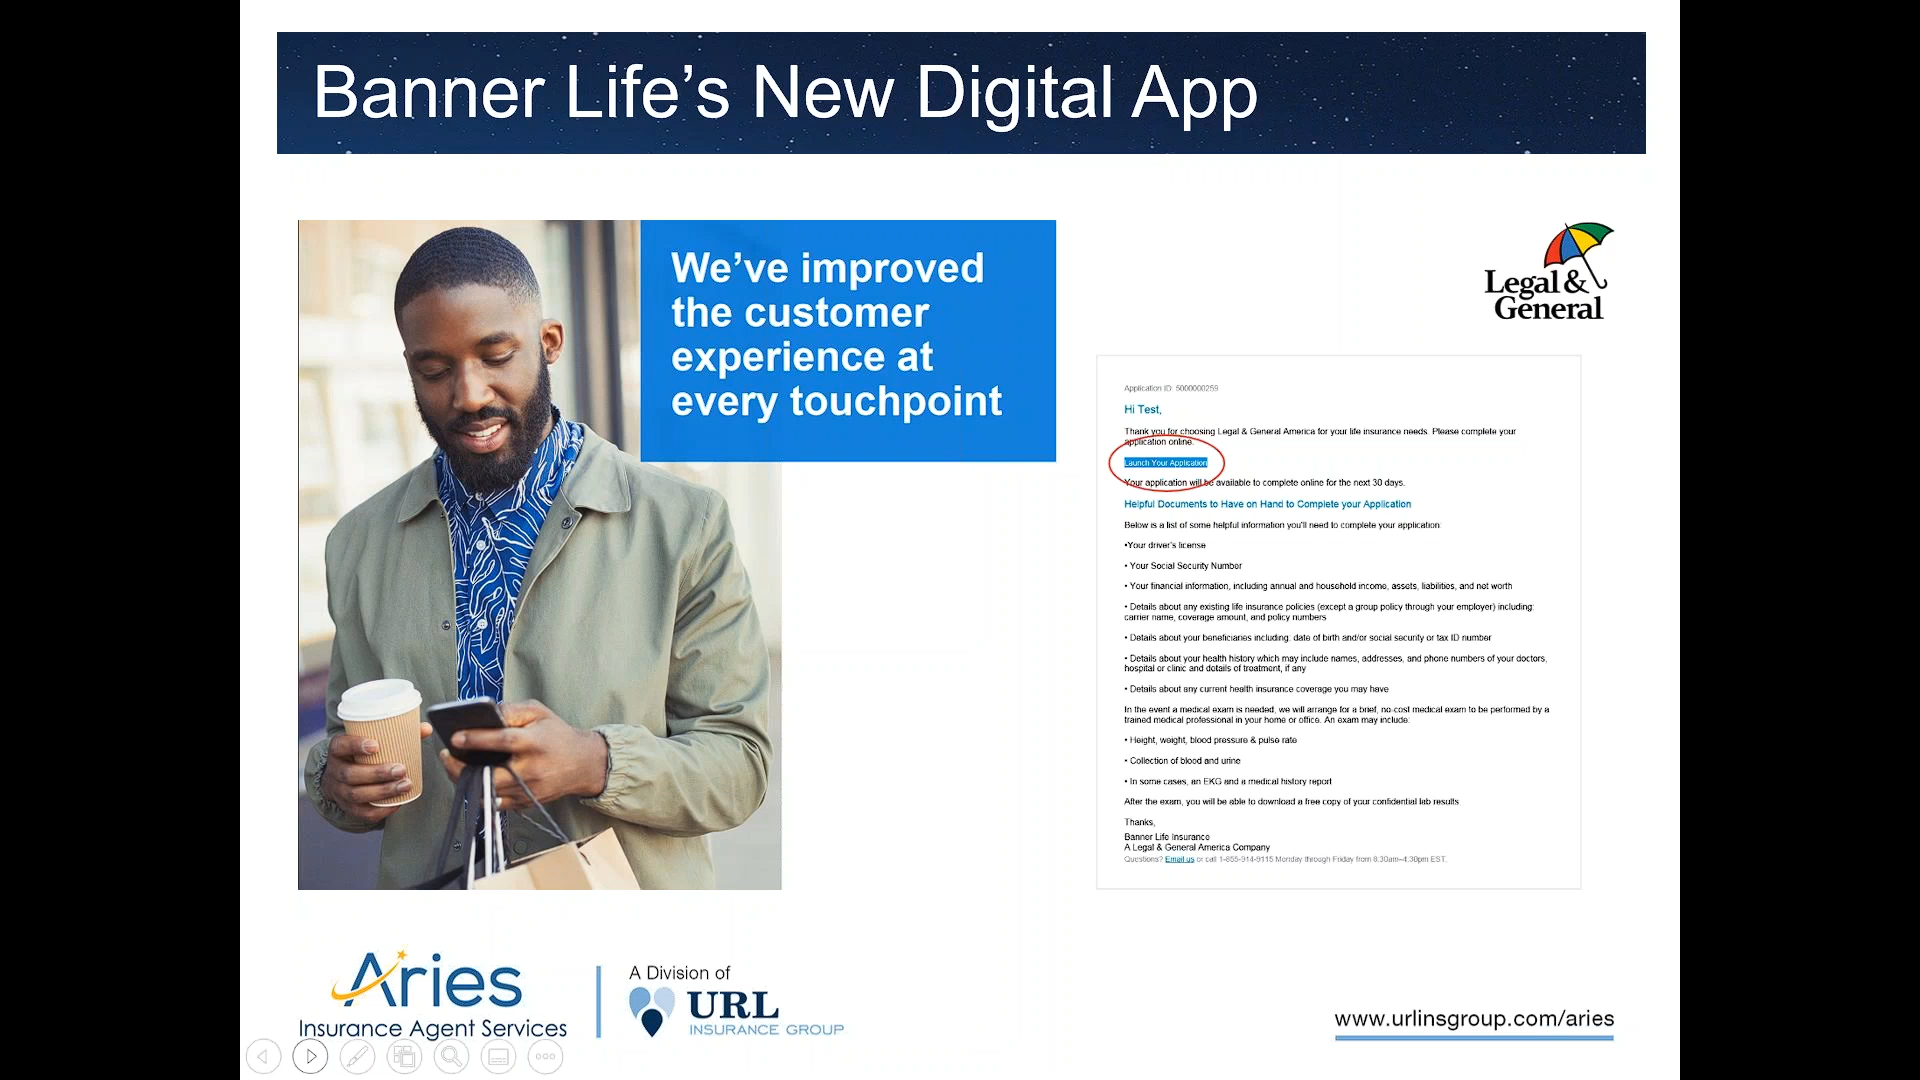 Banner Life’s New Digital App
We’ve improved
the customer
experience at
every touchpoint
Legal &
General
Application ID: 5000000259
Hi Test,
Thank you for choosing Legal & General America for your life insurance needs. Please complete your
application online.
Launch Your Application
Your application will be available to complete online for the next 30 days.
Helpful Documents to Have on Hand to Complete your Application
Below is a list of some helpful information you'll need to complete your application:
•Your driver's license
• Your Social Security Number
• Your financial information, including annual and household income, assets, liabilities, and net worth
• Details about any existing life insurance policies (except a group policy through your employer) including:
carrier name, coverage amount, and policy numbers
• Details about your beneficiaries including: date of birth and/or social security or tax ID number
• Details about your health history which may include names, addresses, and phone numbers of your doctors,
hospital or clinic and details of treatment, if any
• Details about any current health insurance coverage you may have
In the event a medical exam is needed, we will arrange for a brief, no-cost medical exam to be performed by a
trained medical professional in your home or office. An exam may include:
• Height, weight, blood pressure & pulse rate
• Collection of blood and urine
• In some cases, an EKG and a medical history report
After the exam, you will be able to download a free copy of your confidential lab results.
Thanks,
Banner Life Insurance
A Legal & General America Company
Questions? Email us or call 1-855-914-9115 Monday through Friday from 8:30am–4:30pm EST.
Aries
Insurance Agent Services
A Division of
URL
INSURANCE GROUP
www.urlinsgroup.com/aries